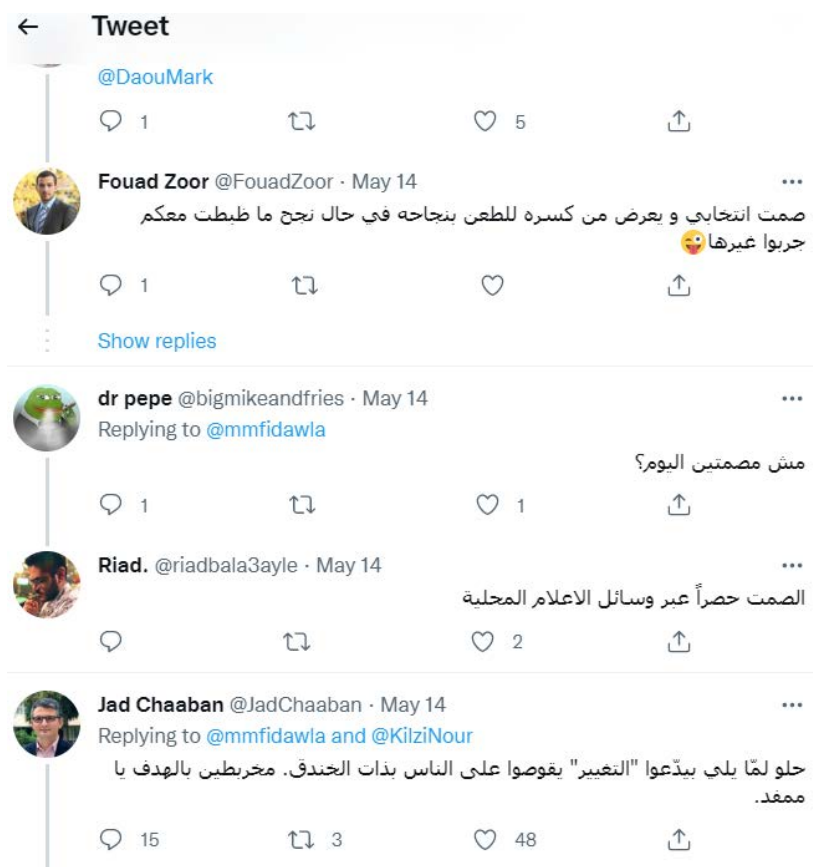 Tweet
@DaouMark
1 5
Fouad Zoor @FouadZoor · May 14
صمت انتخابي و يعرض من كسره للطعن بنجاحه في حال نجح ما ظبطت معكم
جربوا غيرها😜
1
Show replies
dr pepe @bigmikeandfries · May 14
Replying to @mmfidawla
مش مصمتين اليوم؟
1 1
Riad. @riadbala3ayle · May 14
الصمت حصراً عبر وسائل الاعلام المحلية
2
Jad Chaaban @JadChaaban · May 14
Replying to @mmfidawla and @KilziNour
حلو لمّا يلي بيدّعوا "التغيير" يقوصوا على الناس بذات الخندق. مخربطين بالهدف يا
ممفد.
15 3 48